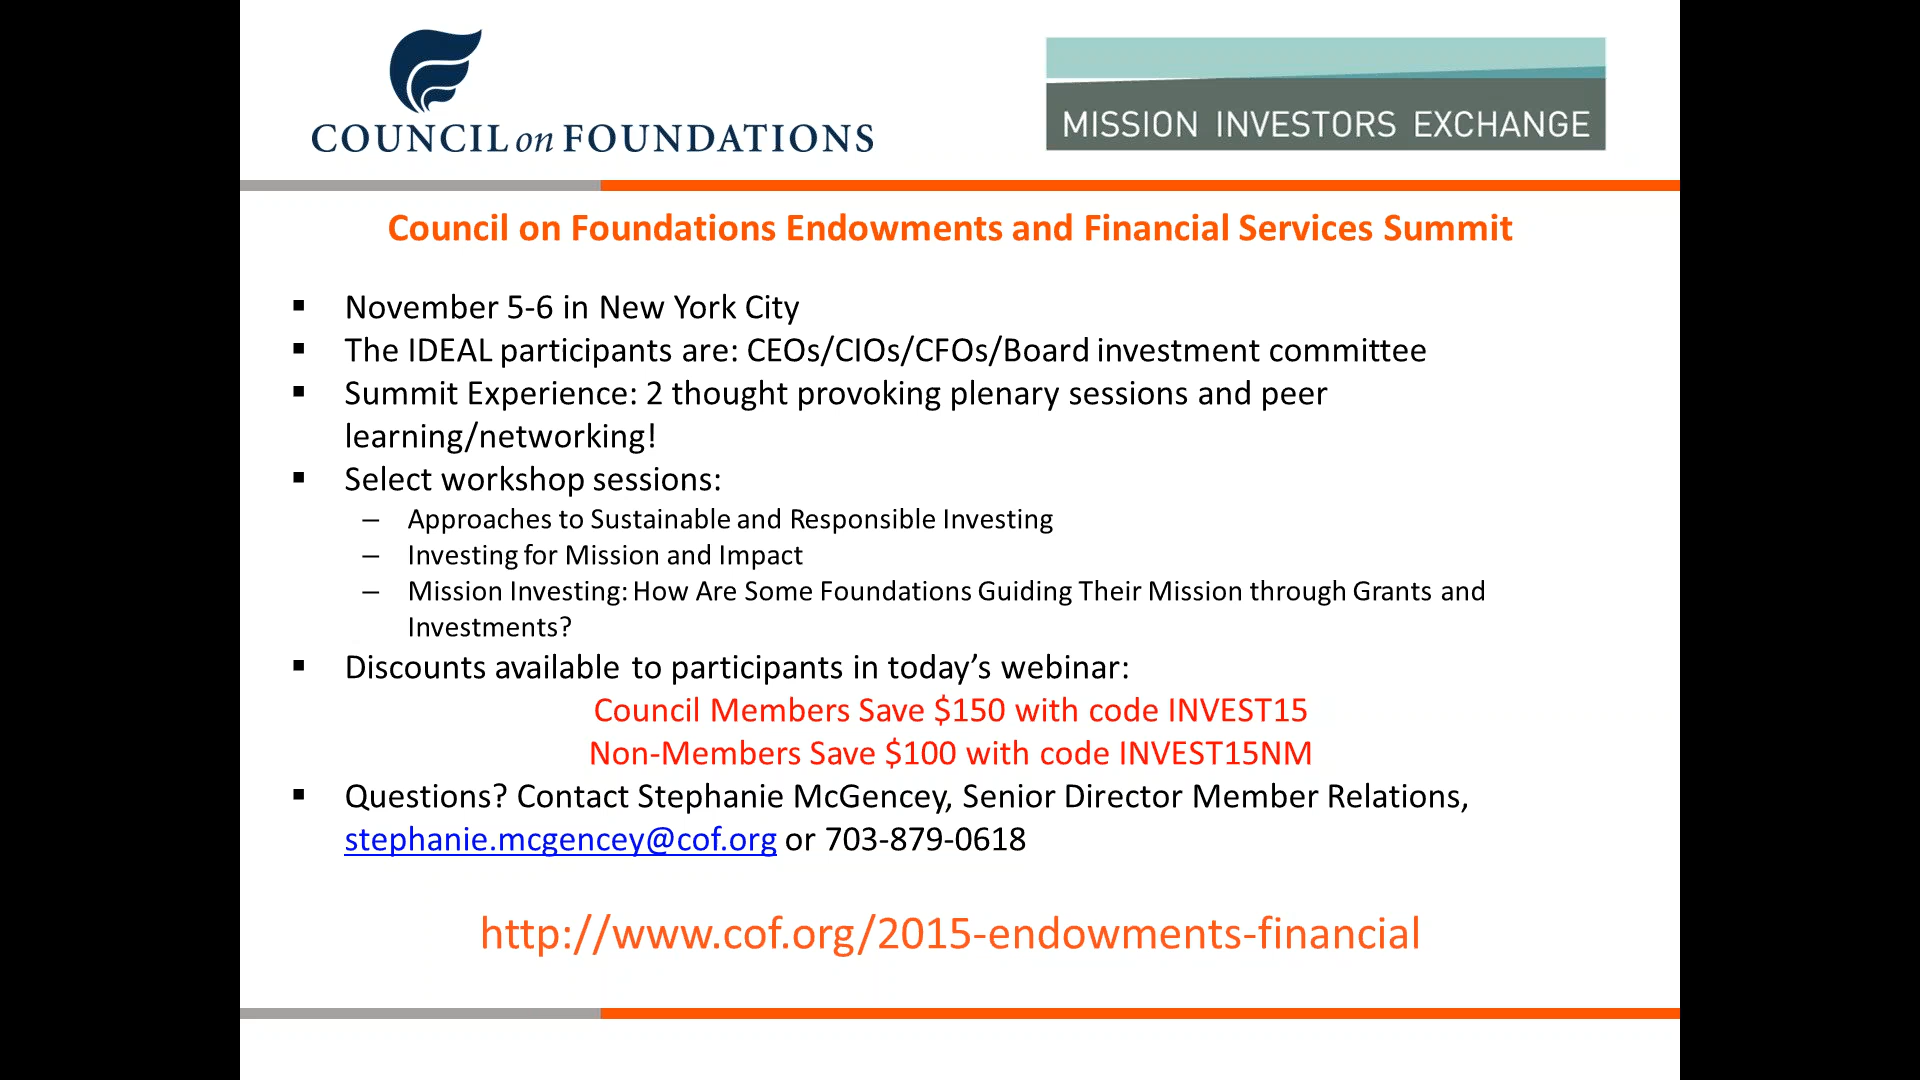 COUNCIL on FOUNDATIONS
MISSION INVESTORS EXCHANGE
Council on Foundations Endowments and Financial Services Summit
▪ November 5-6 in New York City
▪ The IDEAL participants are: CEOs/CIOs/CFOs/Board investment committee
▪ Summit Experience: 2 thought provoking plenary sessions and peer
learning/networking!
▪ Select workshop sessions:
– Approaches to Sustainable and Responsible Investing
– Investing for Mission and Impact
– Mission Investing: How Are Some Foundations Guiding Their Mission through Grants and
Investments?
▪ Discounts available to participants in today’s webinar:
Council Members Save $150 with code INVEST15
Non-Members Save $100 with code INVEST15NM
▪ Questions? Contact Stephanie McGencey, Senior Director Member Relations,
stephanie.mcgencey@cof.org or 703-879-0618
http://www.cof.org/2015-endowments-financial